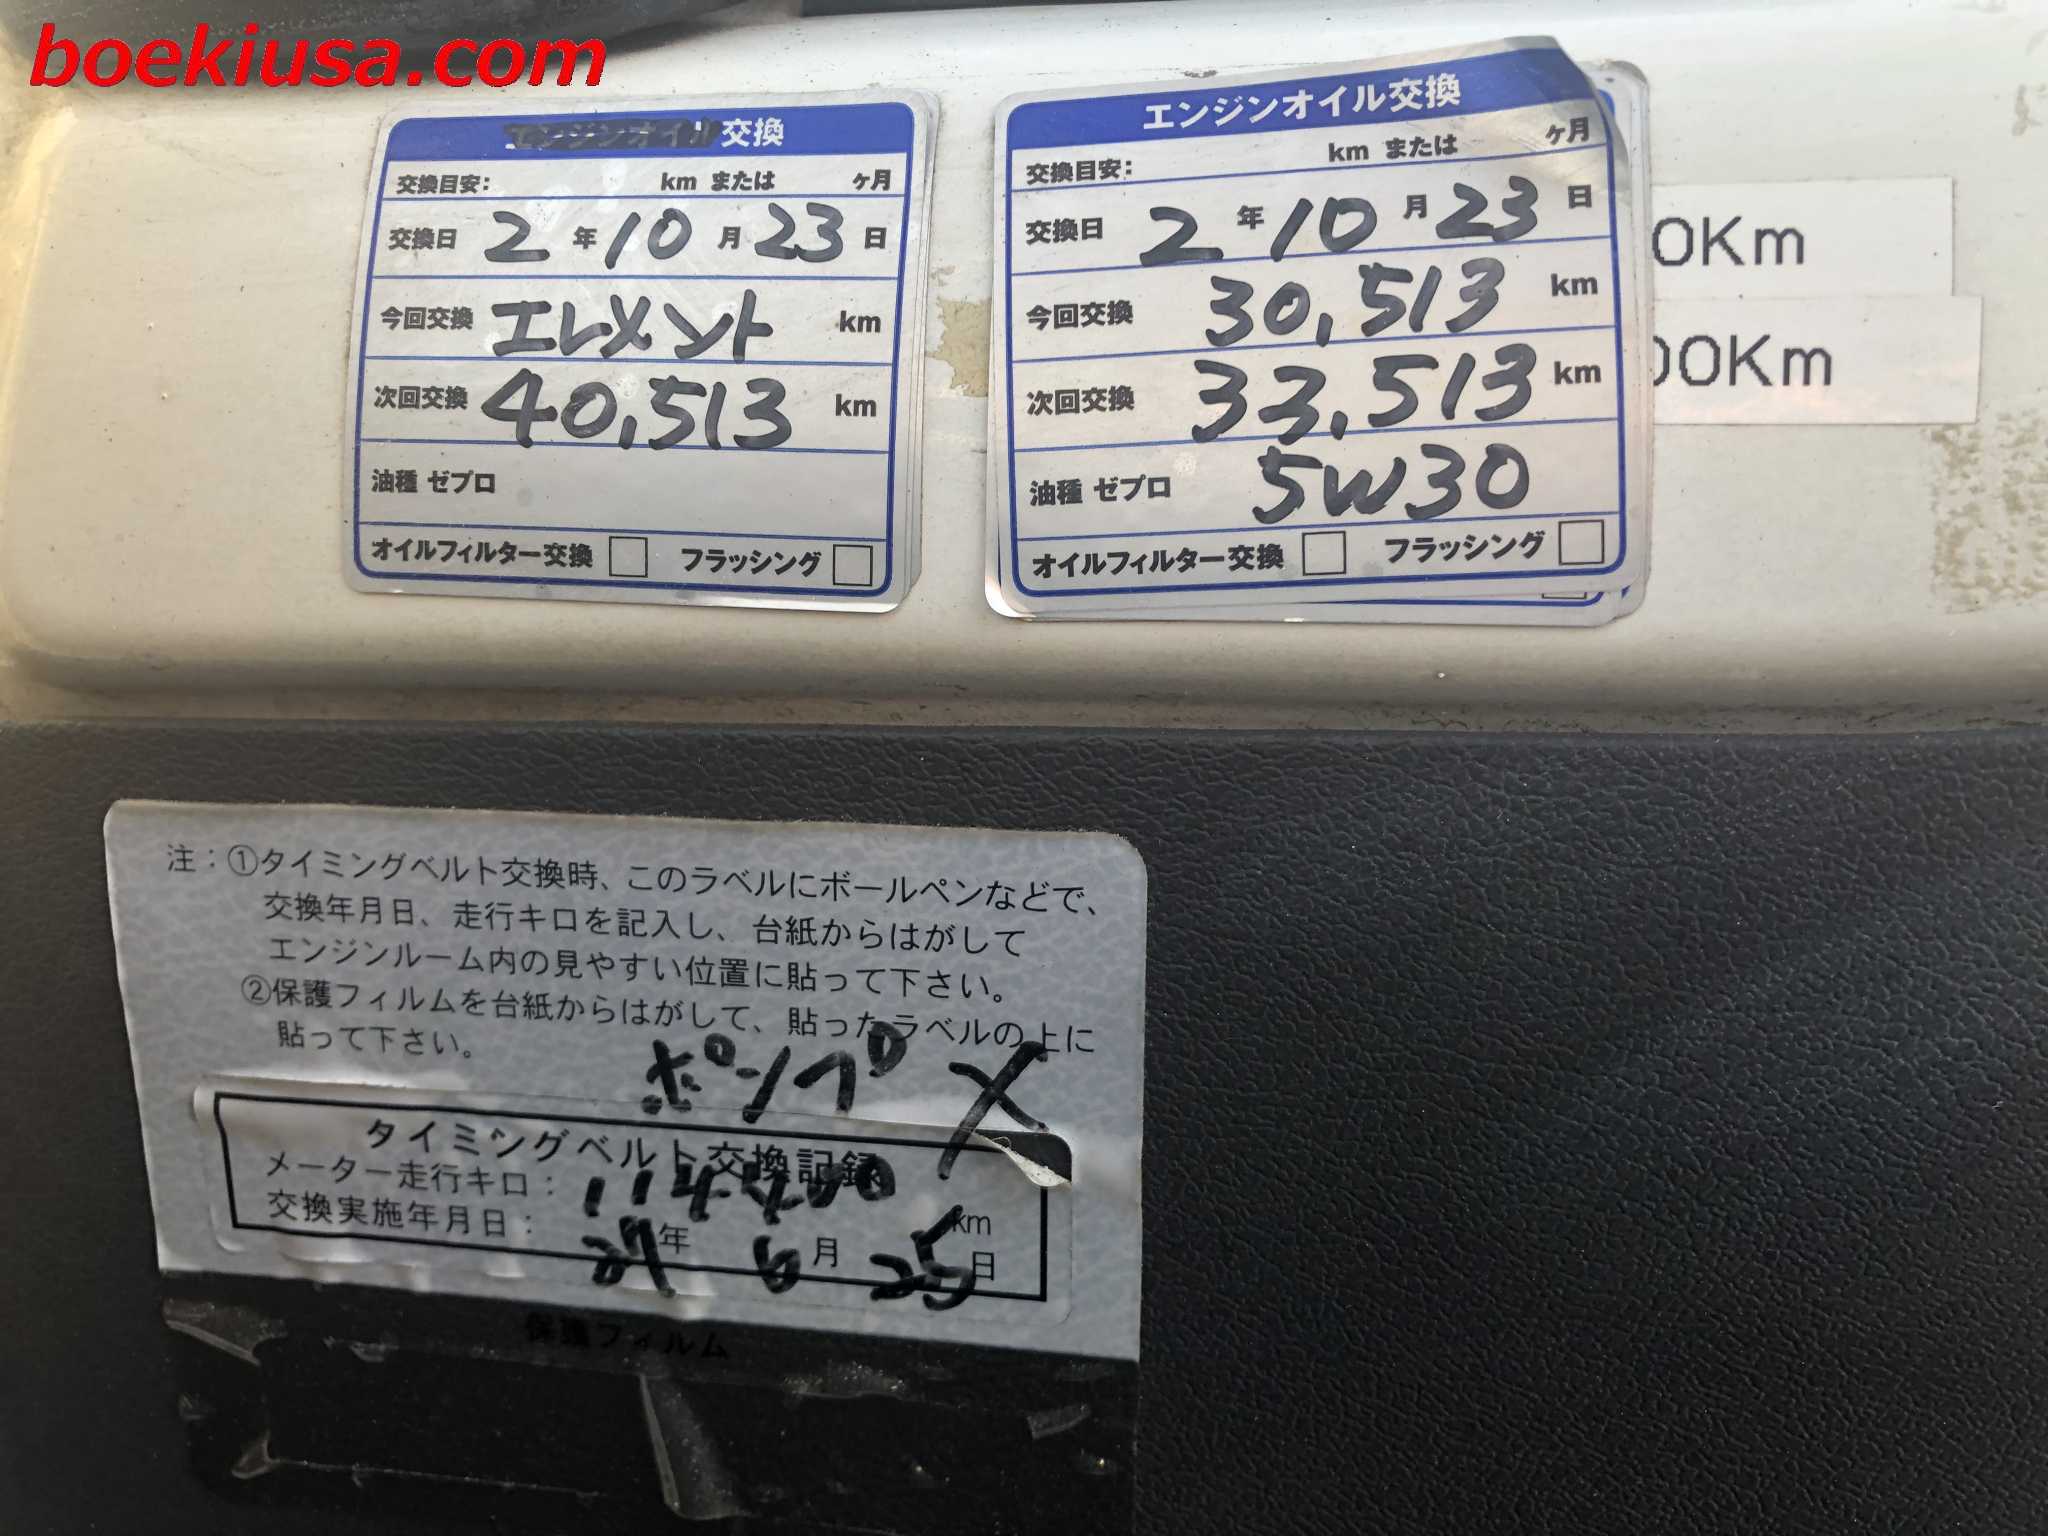 boekiusa.com
エンジンオイル交換
交換目安： km または ヶ月
交換日 2 年 10 月 23 日
今回交換 エレメント km
次回交換 40,513 km
油種 ゼプロ
オイルフィルター交換 フラッシング
エンジンオイル交換
交換目安： km または ヶ月
交換日 2 年 10 月 23 日
今回交換 30,513 km
次回交換 33,513 km
油種 ゼプロ 5W30
オイルフィルター交換 フラッシング
0Km
00Km
注：①タイミングベルト交換時、このラベルにボールペンなどで、
交換年月日、走行キロを記入し、台紙からはがして
エンジンルーム内の見やすい位置に貼って下さい。
②保護フィルムを台紙からはがして、貼ったラベルの上に
貼って下さい。
タイミングベルト交換記録
メーター走行キロ： km
交換実施年月日： 年 月 日
保護フィルム